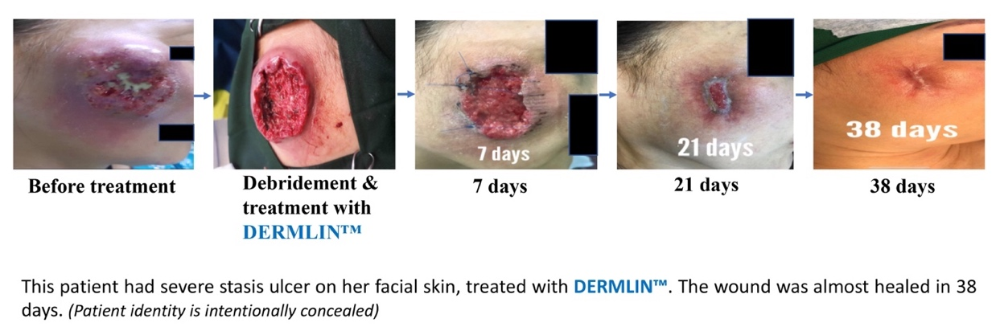 7 days
21 days
38 days
Before treatment
Debridement &
treatment with
DERMLIN™
7 days
21 days
38 days
This patient had severe stasis ulcer on her facial skin, treated with DERMLIN™. The wound was almost healed in 38
days. (Patient identity is intentionally concealed)